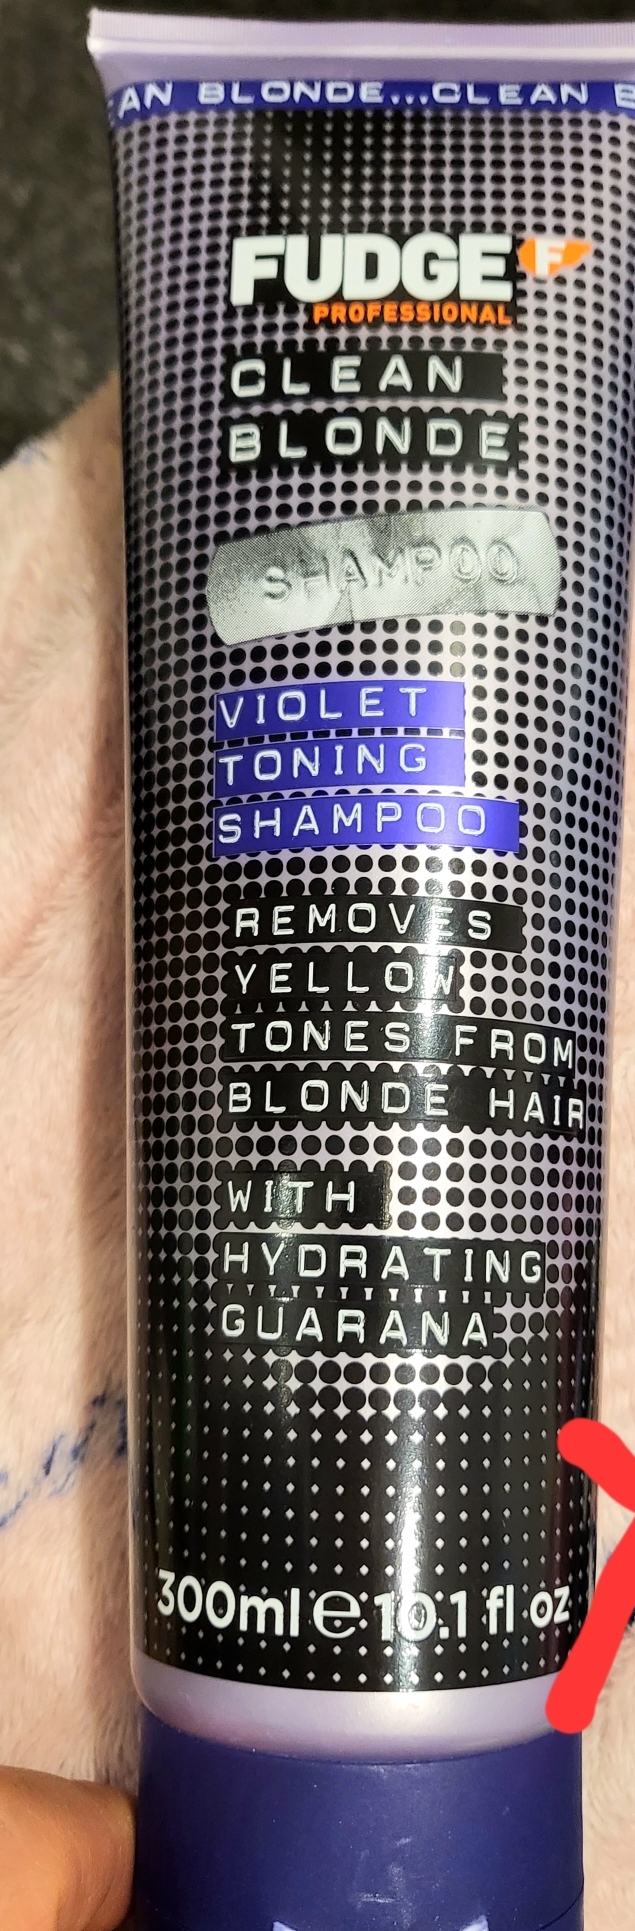 BLONDE...CLEAN
FUDGE F
PROFESSIONAL
CLEAN
BLONDE
SHAMPOO
VIOLET
TONING
SHAMPOO
REMOVES
YELLOW
TONES FROM
BLONDE HAIR
WITH
HYDRATING
GUARANA
300ml e 10.1 fl oz